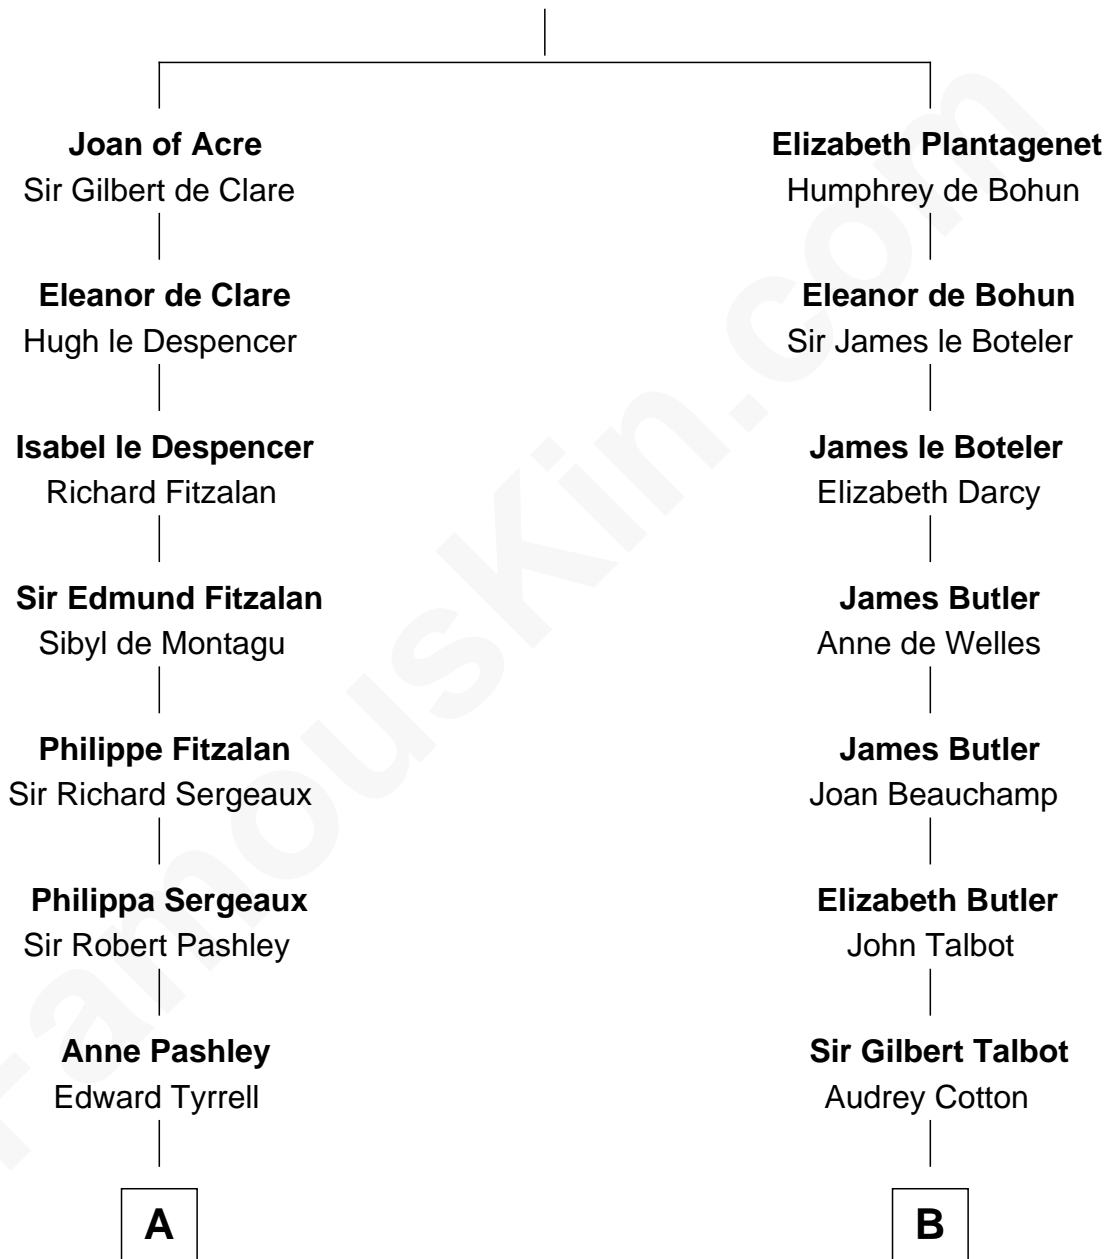 Joan of Acre
Sir Gilbert de Clare
Eleanor de Clare
Hugh le Despencer
Isabel le Despencer
Richard Fitzalan
Sir Edmund Fitzalan
Sibyl de Montagu
Philippe Fitzalan
Sir Richard Sergeaux
Philippa Sergeaux
Sir Robert Pashley
Anne Pashley
Edward Tyrrell
A
Elizabeth Plantagenet
Humphrey de Bohun
Eleanor de Bohun
Sir James le Boteler
James le Boteler
Elizabeth Darcy
James Butler
Anne de Welles
James Butler
Joan Beauchamp
Elizabeth Butler
John Talbot
Sir Gilbert Talbot
Audrey Cotton
B
FamousKin.com